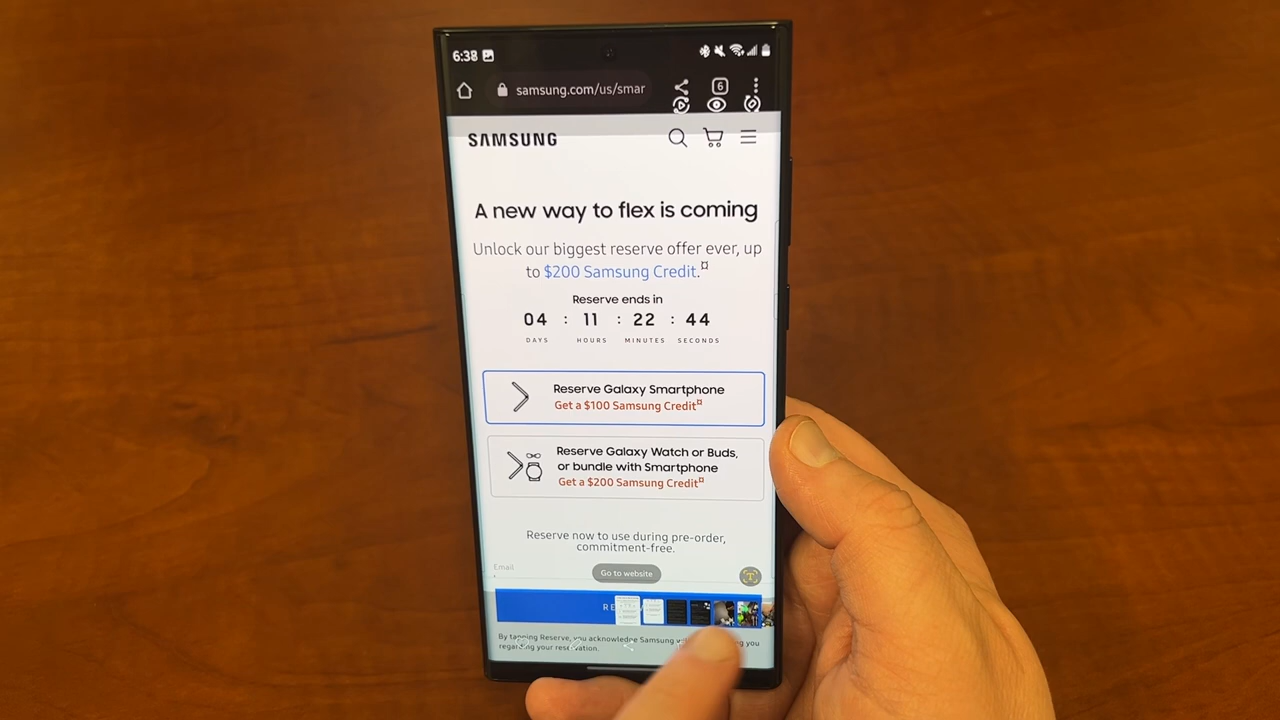 6:38
samsung.com/us/smar
6
SAMSUNG
A new way to flex is coming
Unlock our biggest reserve offer ever, up
to $200 Samsung Credit.¤
Reserve ends in
04 : 11 : 22 : 44
DAYS HOURS MINUTES SECONDS
Reserve Galaxy Smartphone
Get a $100 Samsung Credit¤
Reserve Galaxy Watch or Buds,
or bundle with Smartphone
Get a $200 Samsung Credit¤
Reserve now to use during pre-order,
commitment-free.
Email
Go to website
T
RE
By tapping Reserve, you acknowledge Samsung you
regarding your reservation.